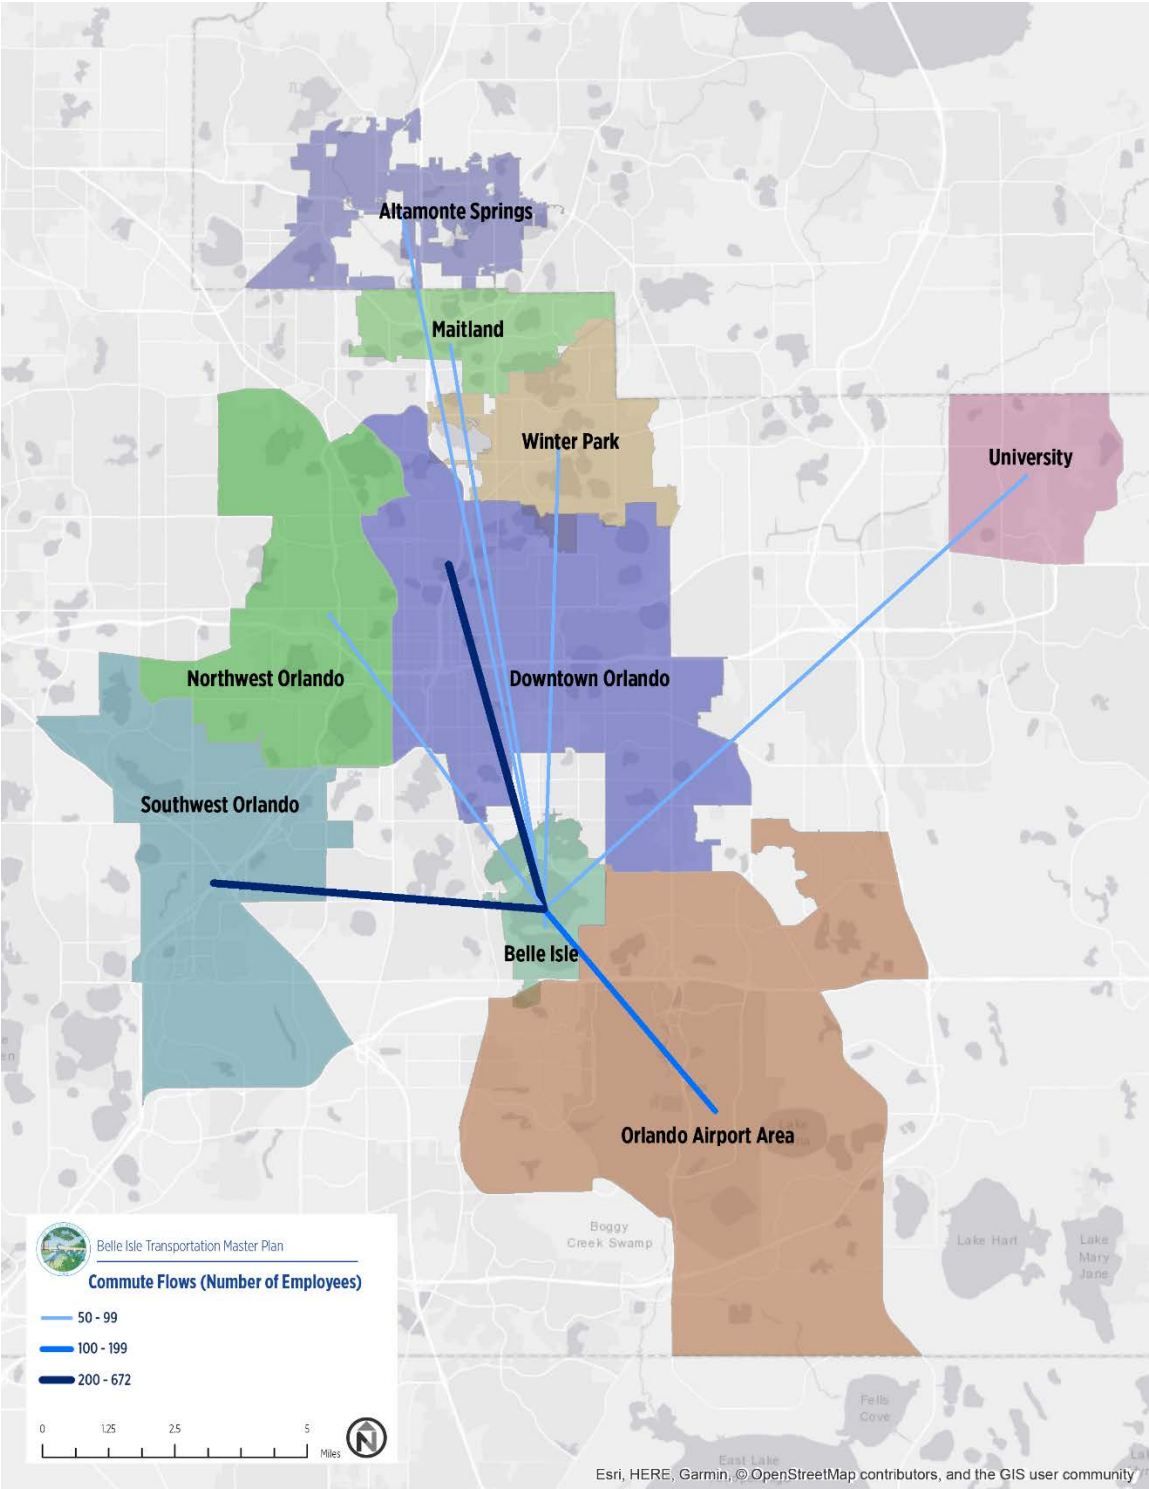 Altamonte Springs
Maitland
Winter Park
University
Northwest Orlando
Downtown Orlando
Southwest Orlando
Belle Isle
Orlando Airport Area
Boggy
Creek Swamp
Lake Hart
Lake
Mary
Jane
Belle Isle Transportation Master Plan
Commute Flows (Number of Employees)
50 - 99
100 - 199
200 - 672
0 1.25 2.5 5
Miles
N
Fells
Cove
East Lake
Esri, HERE, Garmin, © OpenStreetMap contributors, and the GIS user community